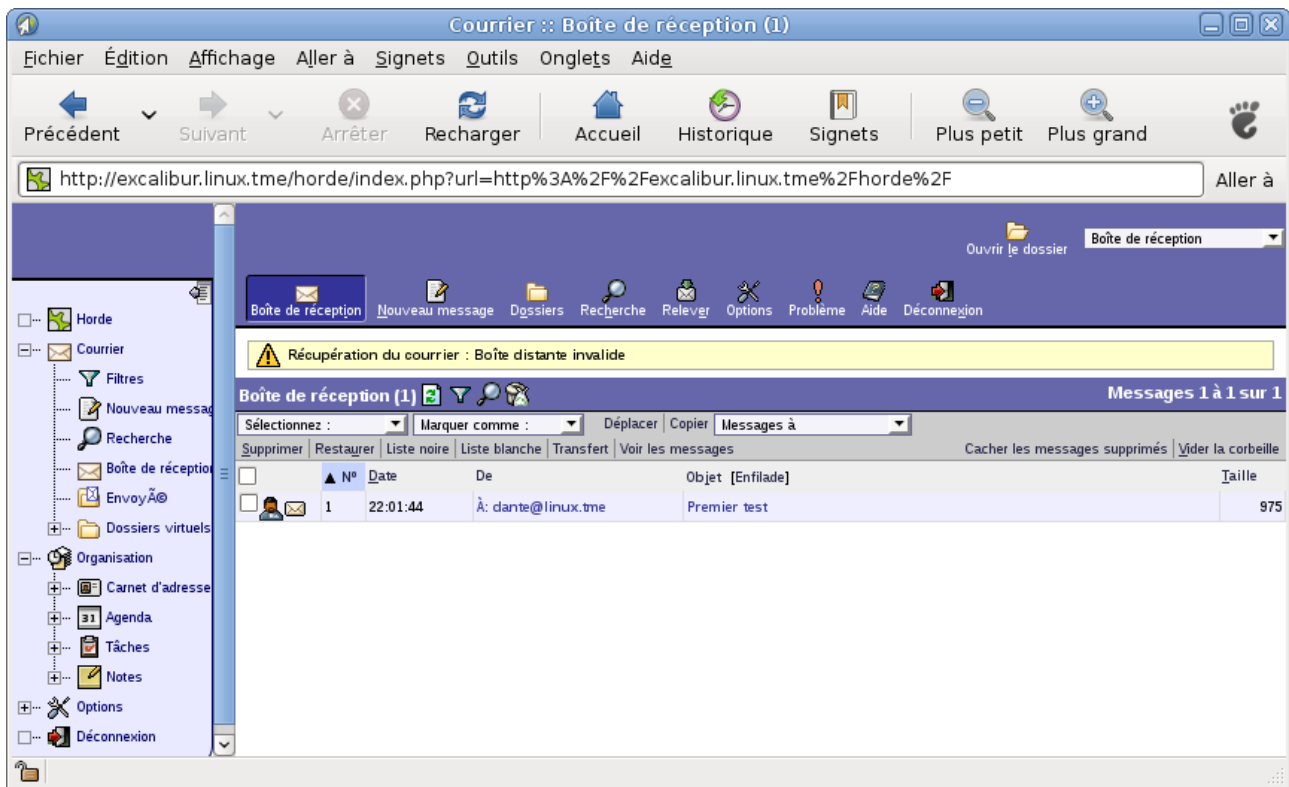 Courrier :: Boîte de réception (1)
Fichier Édition Affichage Aller à Signets Outils Onglets Aide
Précédent Suivant Arrêter Recharger Accueil Historique Signets Plus petit Plus grand
http://excalibur.linux.tme/horde/index.php?url=http%3A%2F%2Fexcalibur.linux.tme%2Fhorde%2F Aller à
Ouvrir le dossier Boîte de réception
Boîte de réception Nouveau message Dossiers Recherche Relever Options Problème Aide Déconnexion
Horde
Courrier
Filtres
Nouveau messag
Recherche
Boîte de réception
EnvoyÃ©
Dossiers virtuels
Organisation
Carnet d'adresse
31 Agenda
Tâches
Notes
Options
Déconnexion
Récupération du courrier : Boîte distante invalide
Boîte de réception (1) Messages 1 à 1 sur 1
Sélectionnez : Marquer comme : Déplacer Copier Messages à
Supprimer Restaurer Liste noire Liste blanche Transfert Voir les messages Cacher les messages supprimés Vider la corbeille
▲ Nº Date De Objet [Enfilade] Taille
1 22:01:44 À: dante@linux.tme Premier test 975